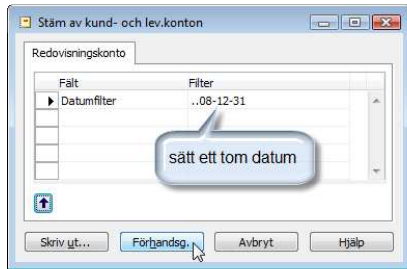 Stäm av kund- och lev.konton
Redovisningskonto
Fält Filter
Datumfilter ..08-12-31
sätt ett tom datum
Skriv ut... Förhandsg. Avbryt Hjälp